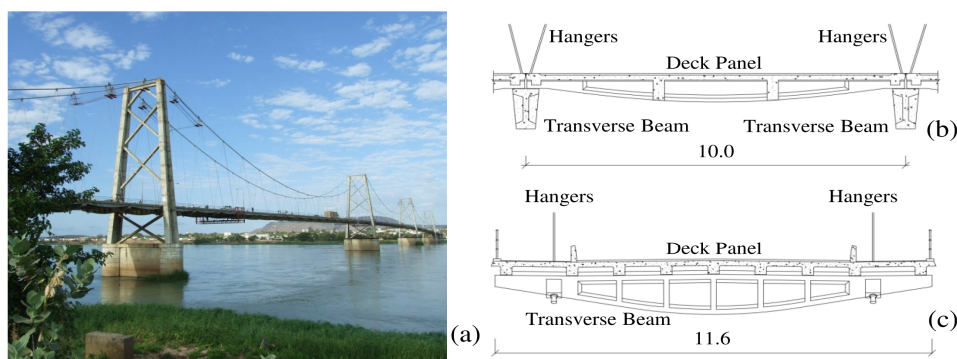 (a)
Hangers Hangers
Deck Panel
Transverse Beam Transverse Beam
(b)
10.0
Hangers Hangers
Deck Panel
Transverse Beam
(c)
11.6